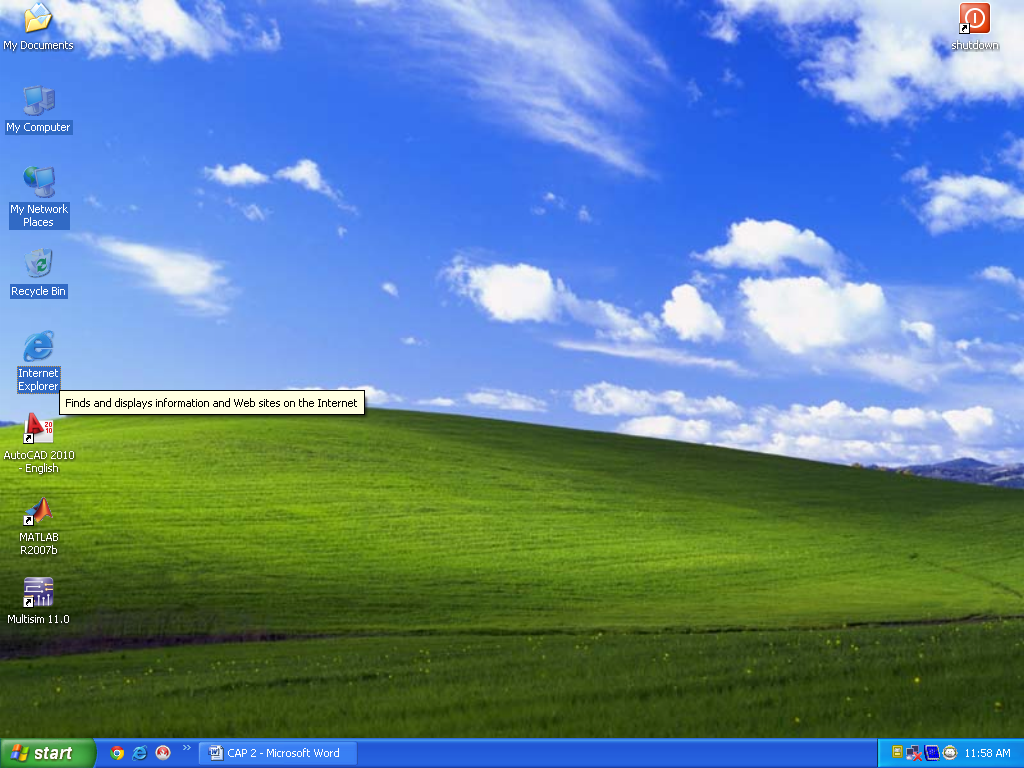 My Documents
shutdown
My Computer
My Network
Places
Recycle Bin
Internet
Explorer
Finds and displays information and Web sites on the Internet
20
10
AutoCAD 2010
- English
MATLAB
R2007b
Multisim 11.0
start
CAP 2 - Microsoft Word
11:58 AM